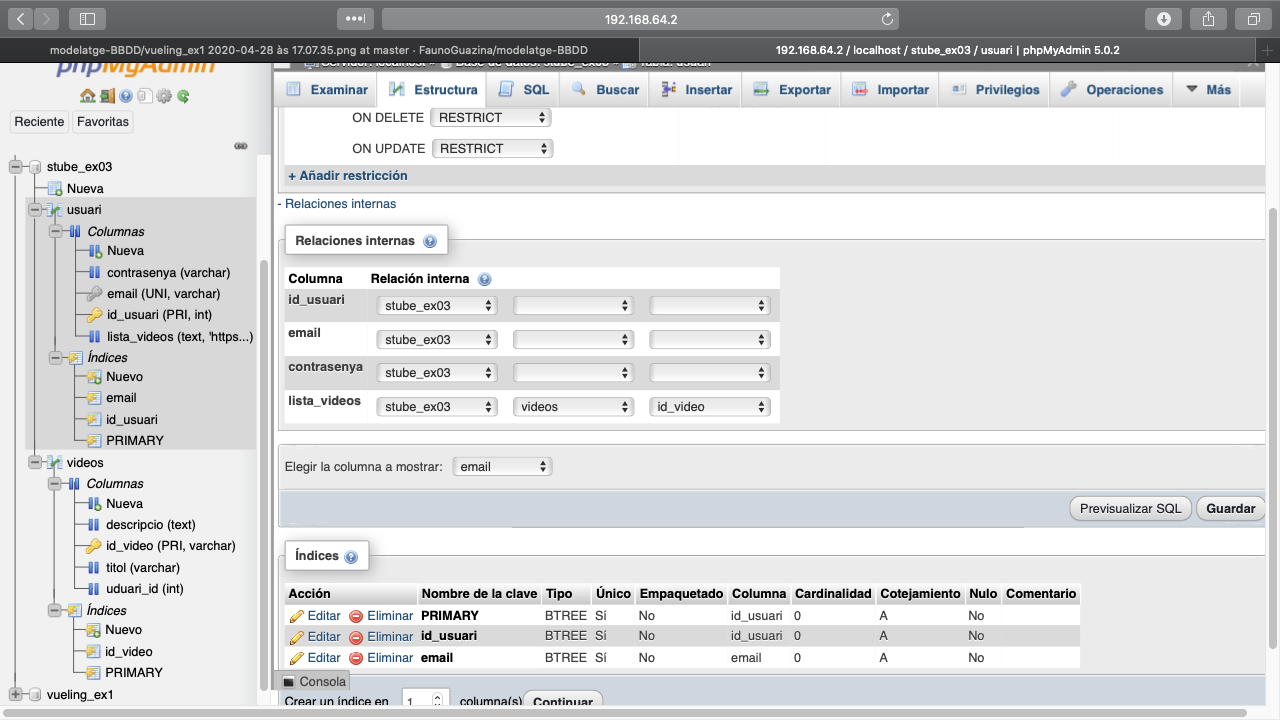 192.168.64.2
modelatge-BBDD/vueling_ex1 2020-04-28 às 17.07.35.png at master · FaunoGuazina/modelatge-BBDD
192.168.64.2 / localhost / stube_ex03 / usuari | phpMyAdmin 5.0.2
phpMyAdmin
Servidor: localhost » Base de datos: stube_ex03 » Tabla: usuari
Examinar Estructura SQL Buscar Insertar Exportar Importar Privilegios Operaciones Más
Reciente Favoritas
stube_ex03
Nueva
usuari
Columnas
Nueva
contrasenya (varchar)
email (UNI, varchar)
id_usuari (PRI, int)
lista_videos (text, 'https...)
Índices
Nuevo
email
id_usuari
PRIMARY
videos
Columnas
Nueva
descripcio (text)
id_video (PRI, varchar)
titol (varchar)
uduari_id (int)
Índices
Nuevo
id_video
PRIMARY
vueling_ex1
ON DELETE RESTRICT
ON UPDATE RESTRICT
+ Añadir restricción
- Relaciones internas
Relaciones internas
Columna Relación interna
id_usuari stube_ex03
email stube_ex03
contrasenya stube_ex03
lista_videos stube_ex03 videos id_video
Elegir la columna a mostrar: email
Previsualizar SQL Guardar
Índices
Acción Nombre de la clave Tipo Único Empaquetado Columna Cardinalidad Cotejamiento Nulo Comentario
Editar Eliminar PRIMARY BTREE Sí No id_usuari 0 A No
Editar Eliminar id_usuari BTREE Sí No id_usuari 0 A No
Editar Eliminar email BTREE Sí No email 0 A No
Consola
Crear un índice en 1 columna(s) Continuar